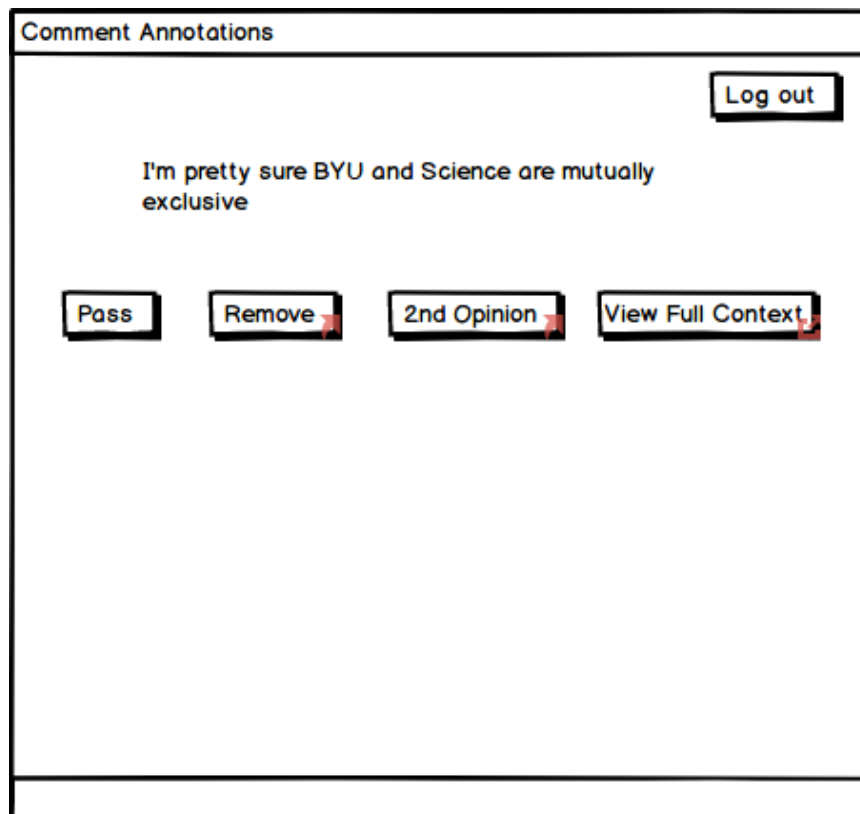 Comment Annotations
Log out
I'm pretty sure BYU and Science are mutually
exclusive
Pass
Remove
2nd Opinion
View Full Context